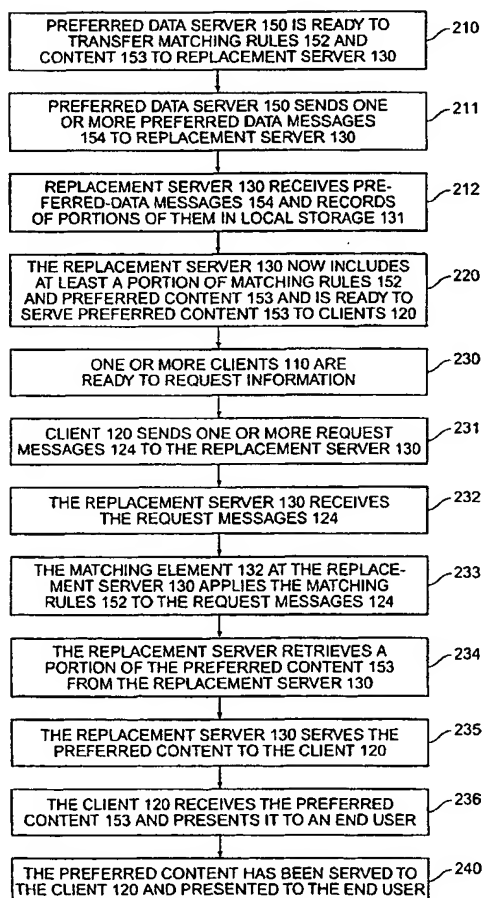 PREFERRED DATA SERVER 150 IS READY TO
TRANSFER MATCHING RULES 152 AND
CONTENT 153 TO REPLACEMENT SERVER 130
210
PREFERRED DATA SERVER 150 SENDS ONE
OR MORE PREFERRED DATA MESSAGES
154 TO REPLACEMENT SERVER 130
211
REPLACEMENT SERVER 130 RECEIVES PRE-
FERRED-DATA MESSAGES 154 AND RECORDS
OF PORTIONS OF THEM IN LOCAL STORAGE 131
212
THE REPLACEMENT SERVER 130 NOW INCLUDES
AT LEAST A PORTION OF MATCHING RULES 152
AND PREFERRED CONTENT 153 AND IS READY TO
SERVE PREFERRED CONTENT 153 TO CLIENTS 120
220
ONE OR MORE CLIENTS 110 ARE
READY TO REQUEST INFORMATION
230
CLIENT 120 SENDS ONE OR MORE REQUEST
MESSAGES 124 TO THE REPLACEMENT SERVER 130
231
THE REPLACEMENT SERVER 130 RECEIVES
THE REQUEST MESSAGES 124
232
THE MATCHING ELEMENT 132 AT THE REPLACE-
MENT SERVER 130 APPLIES THE MATCHING
RULES 152 TO THE REQUEST MESSAGES 124
233
THE REPLACEMENT SERVER RETRIEVES A
PORTION OF THE PREFERRED CONTENT 153
FROM THE REPLACEMENT SERVER 130
234
THE REPLACEMENT SERVER 130 SERVES THE
PREFERRED CONTENT TO THE CLIENT 120
235
THE CLIENT 120 RECEIVES THE PREFERRED
CONTENT 153 AND PRESENTS IT TO AN END USER
236
THE PREFERRED CONTENT HAS BEEN SERVED TO
THE CLIENT 120 AND PRESENTED TO THE END USER
240